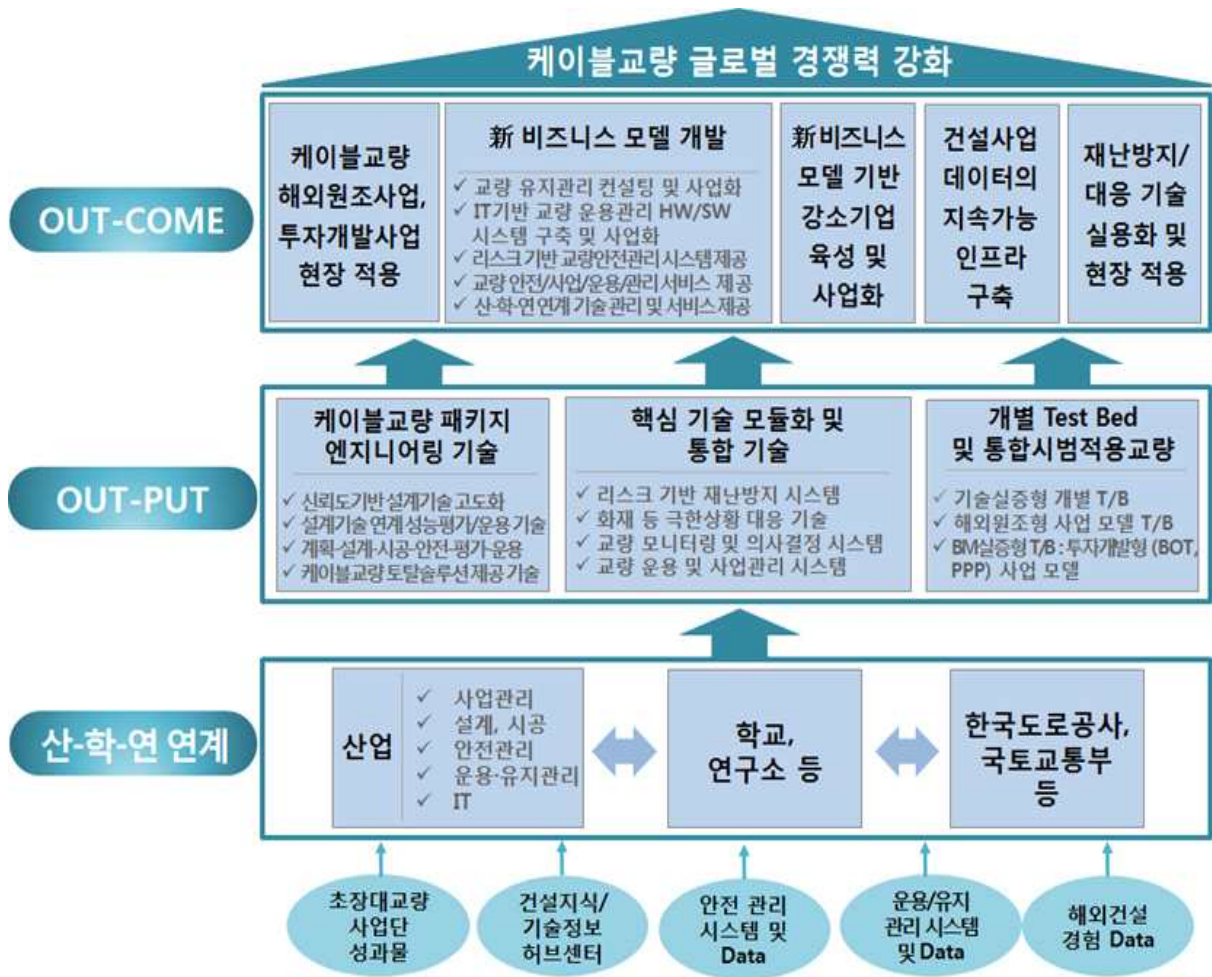 케이블교량 글로벌 경쟁력 강화
OUT-COME
케이블교량
해외원조사업,
투자개발사업
현장 적용
新 비즈니스 모델 개발
✓ 교량 유지관리 컨설팅 및 사업화
✓ IT기반 교량 운용관리 HW/SW
시스템 구축 및 사업화
✓ 리스크 기반 교량안전관리 시스템 제공
✓ 교량 안전/사업/운용/관리 서비스 제공
✓ 산-학-연 연계 기술 관리 및 서비스 제공
新 비즈니스
모델 기반
강소기업
육성 및
사업화
건설사업
데이터의
지속가능
인프라
구축
재난방지/
대응 기술
실용화 및
현장 적용
OUT-PUT
케이블교량 패키지
엔지니어링 기술
✓ 신뢰도기반 설계기술 고도화
✓ 설계기술 연계 성능평가/운용 기술
✓ 계획-설계-시공-안전-평가-운용
✓ 케이블교량 토탈솔루션 제공 기술
핵심 기술 모듈화 및
통합 기술
✓ 리스크 기반 재난방지 시스템
✓ 화재 등 극한상황 대응 기술
✓ 교량 모니터링 및 의사결정 시스템
✓ 교량 운용 및 사업관리 시스템
개별 Test Bed
및 통합시범적용교량
✓ 기술실증형 개별 T/B
✓ 해외원조형 사업 모델 T/B
✓ BM실증형 T/B : 투자개발형 (BOT,
PPP) 사업 모델
산-학-연 연계
산업
✓ 사업관리
✓ 설계, 시공
✓ 안전관리
✓ 운용·유지관리
✓ IT
학교,
연구소 등
한국도로공사,
국토교통부
등
초장대교량
사업단
성과물
건설지식/
기술정보
허브센터
안전 관리
시스템 및
Data
운용/유지
관리 시스템
및 Data
해외건설
경험 Data